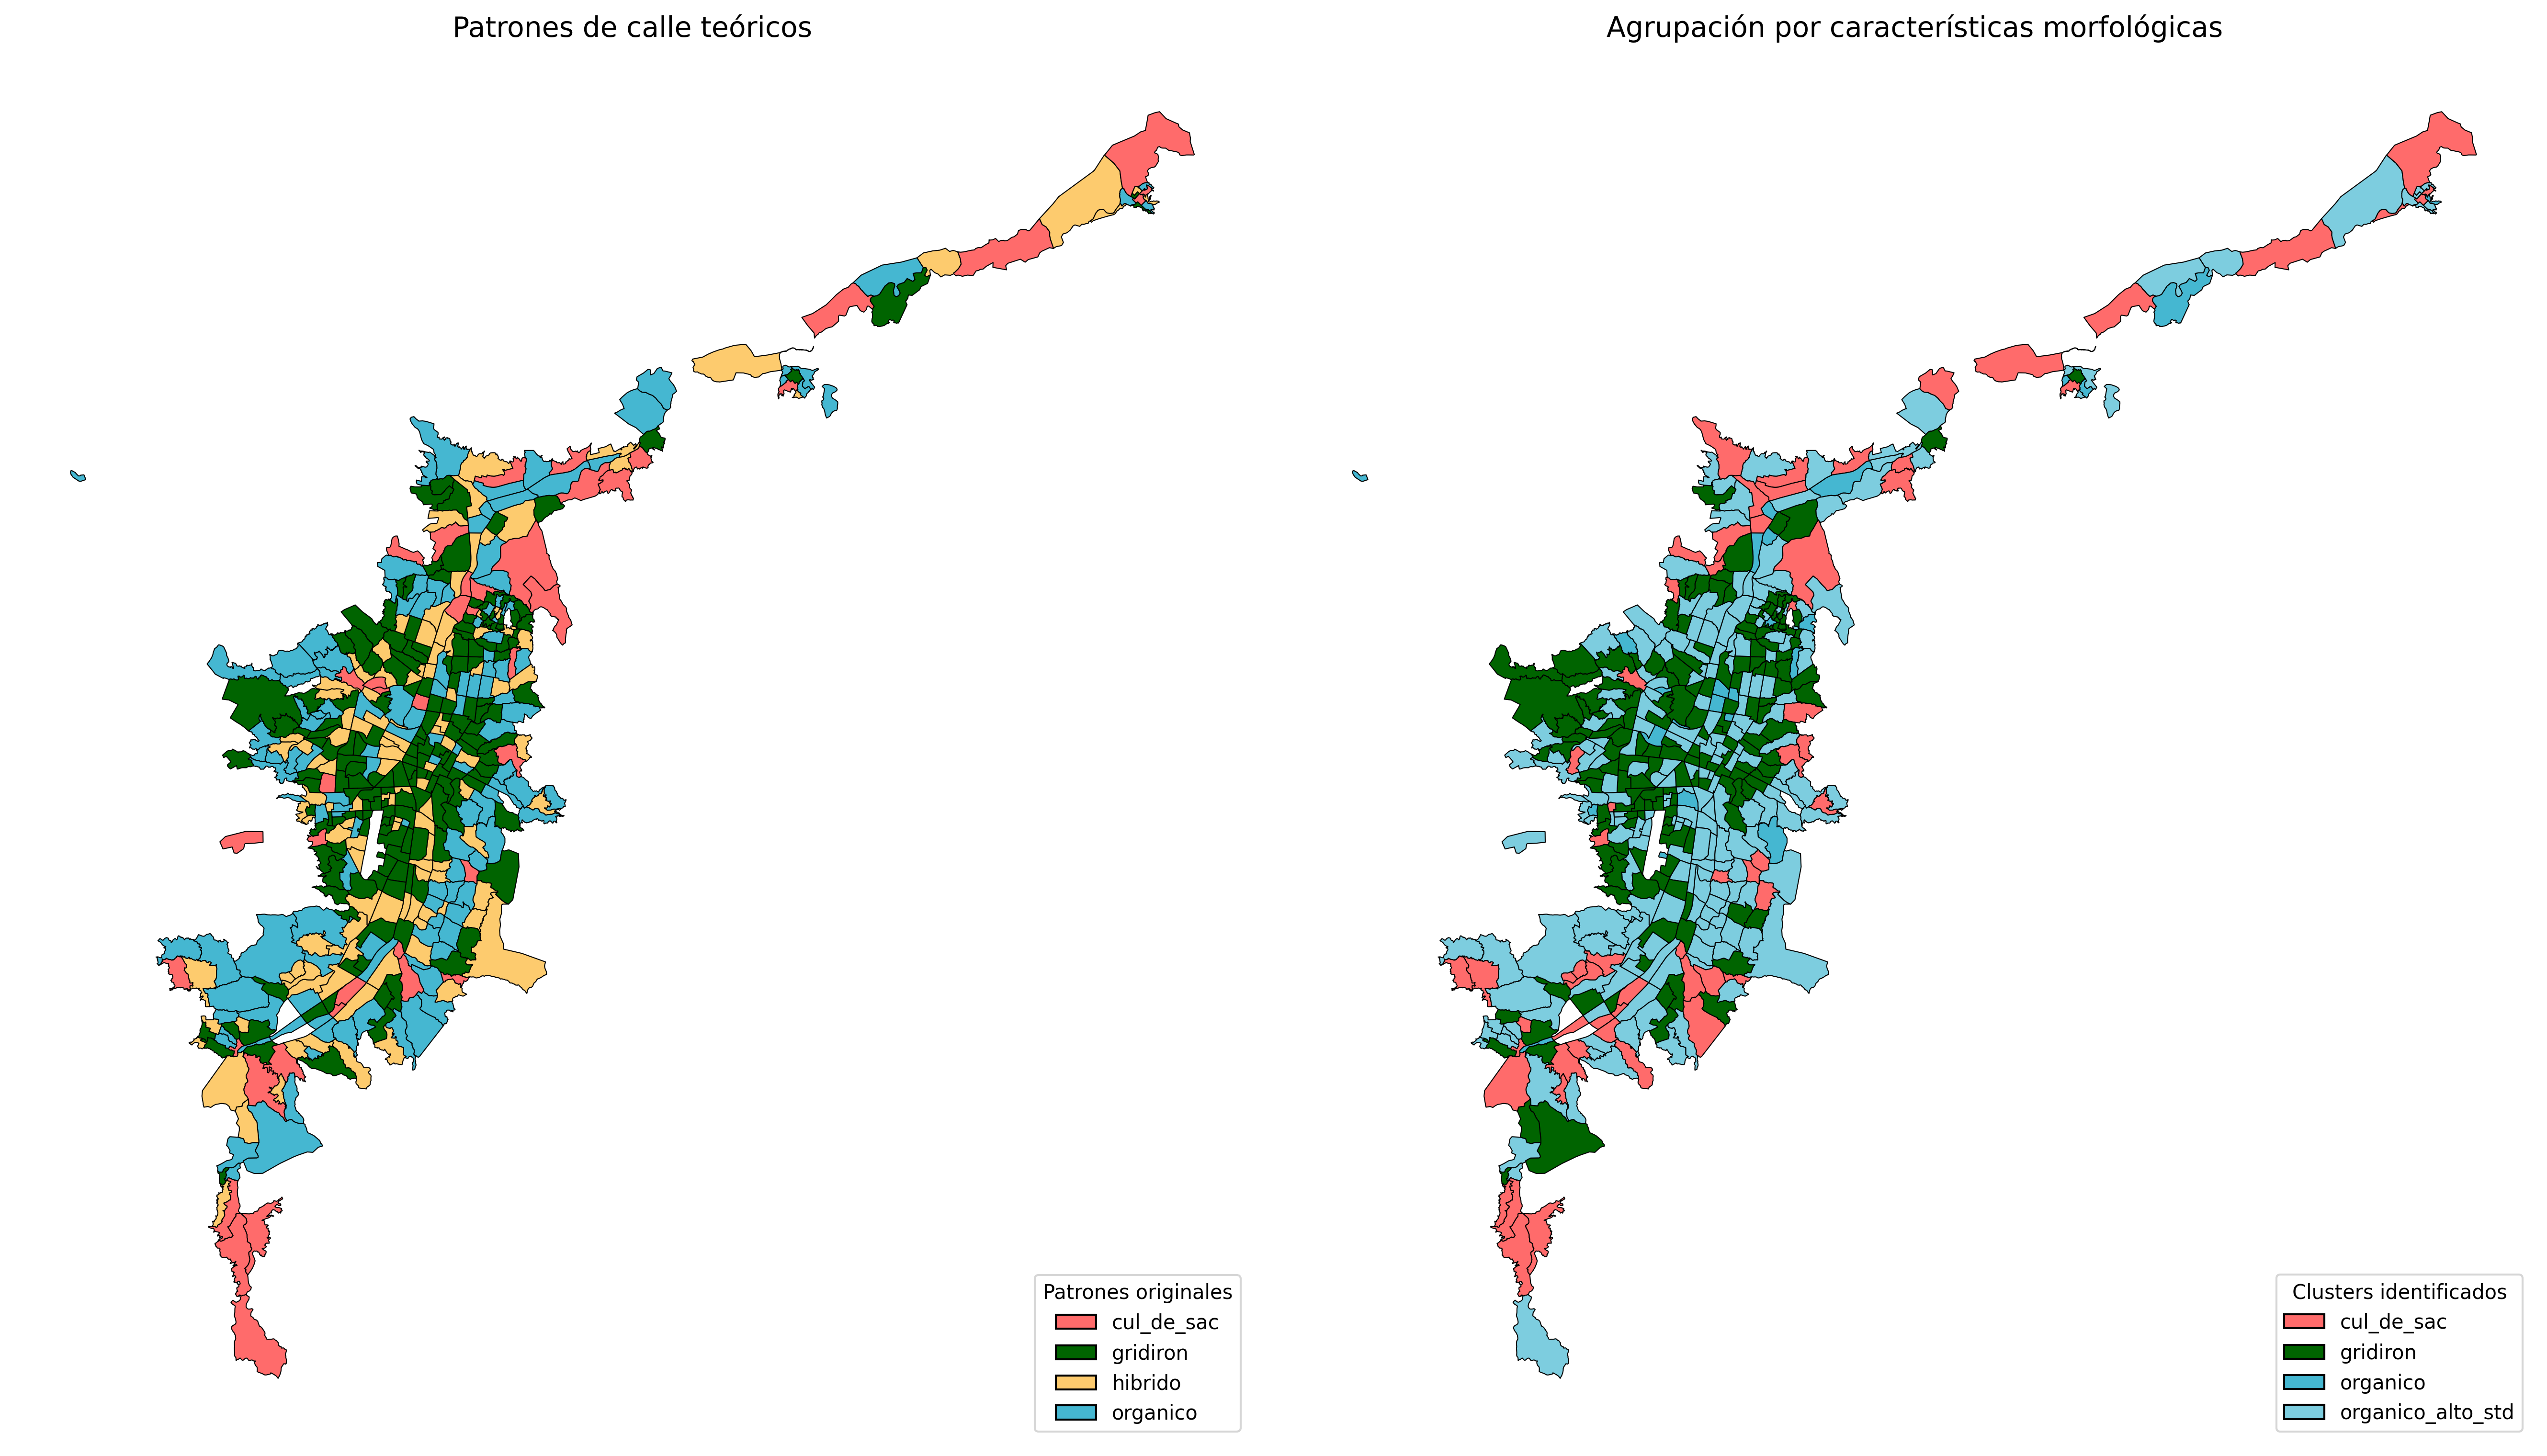 Patrones de calle teóricos
Agrupación por características morfológicas
Patrones originales
cul_de_sac
gridiron
hibrido
organico
Clusters identificados
cul_de_sac
gridiron
organico
organico_alto_std